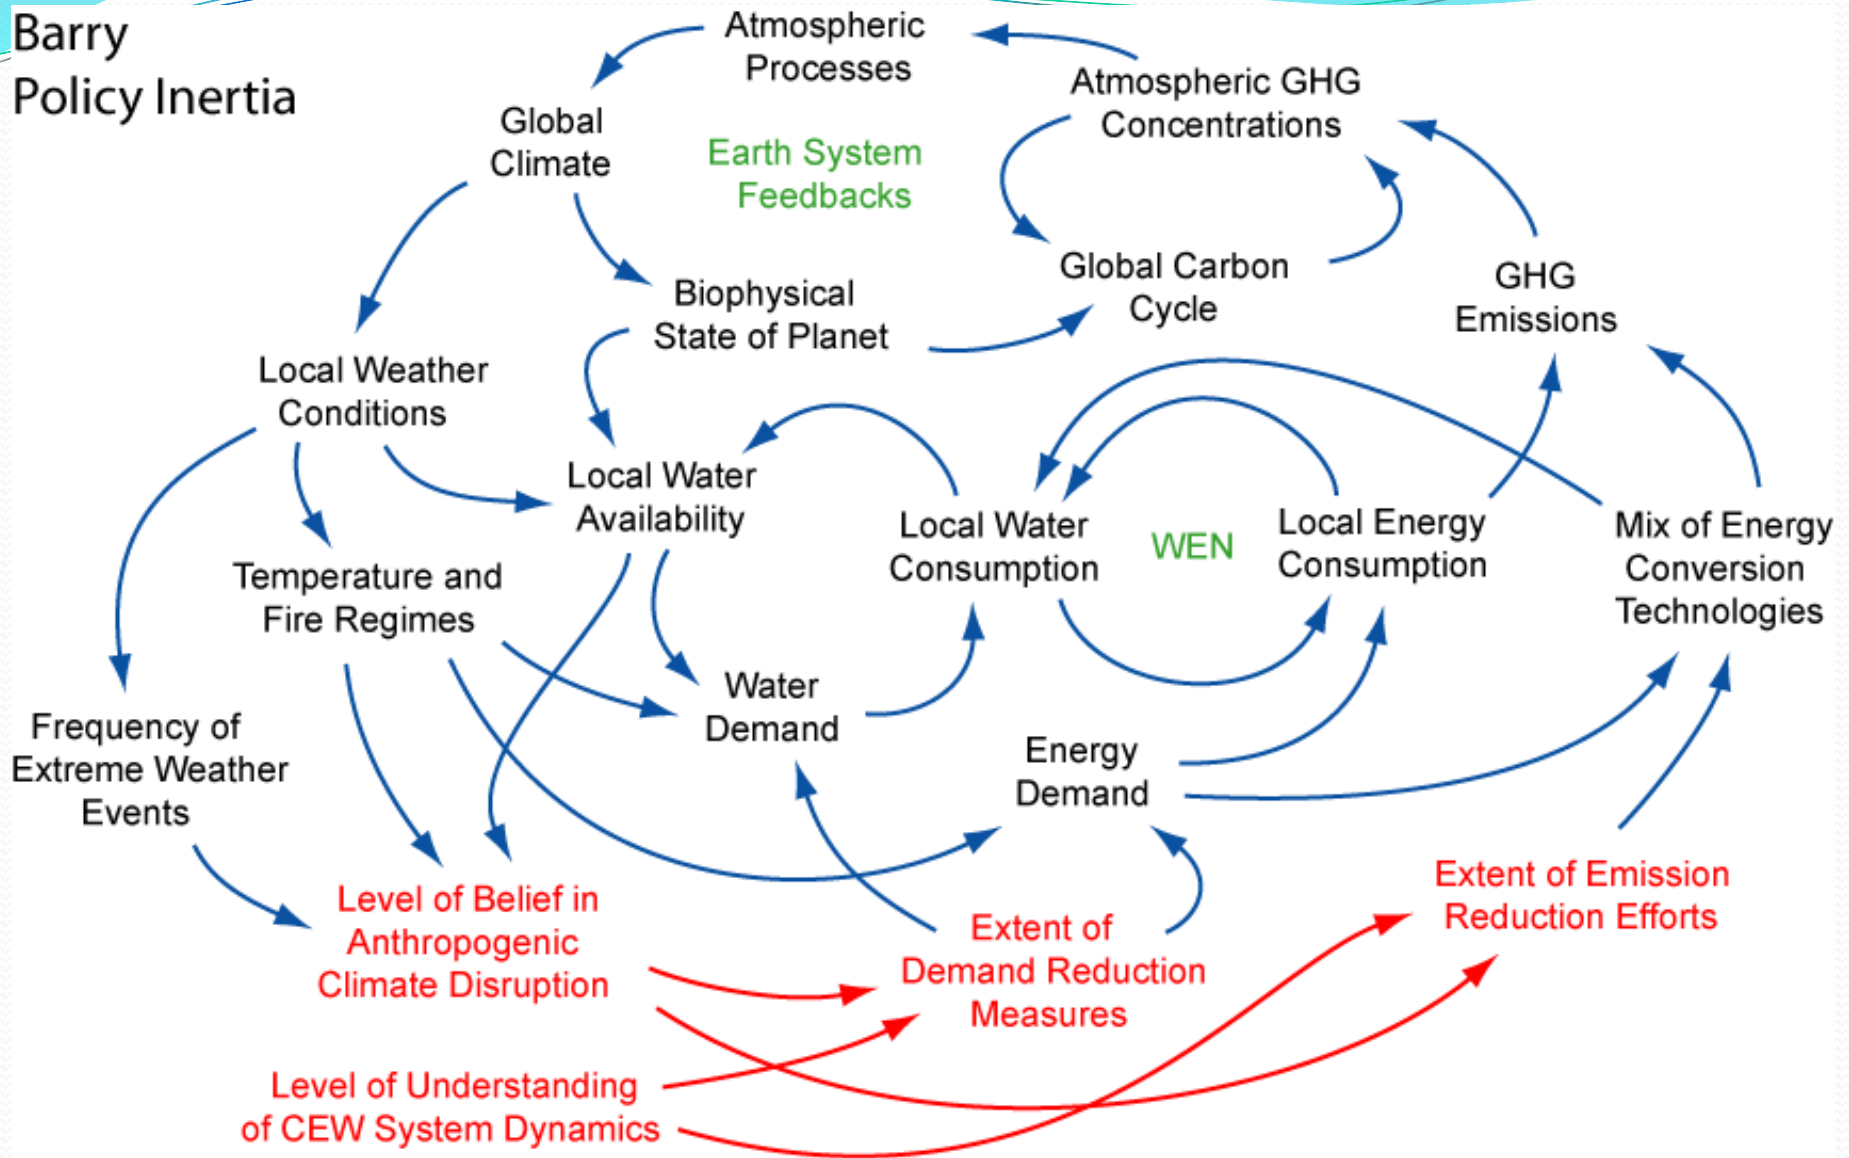 Barry
Policy Inertia
Atmospheric
Processes
Atmospheric GHG
Concentrations
Global
Climate
Earth System
Feedbacks
Global Carbon
Cycle
GHG
Emissions
Biophysical
State of Planet
Local Weather
Conditions
Local Water
Availability
Local Water
Consumption
WEN
Local Energy
Consumption
Mix of Energy
Conversion
Technologies
Temperature and
Fire Regimes
Water
Demand
Frequency of
Extreme Weather
Events
Energy
Demand
Level of Belief in
Anthropogenic
Climate Disruption
Extent of
Demand Reduction
Measures
Extent of Emission
Reduction Efforts
Level of Understanding
of CEW System Dynamics